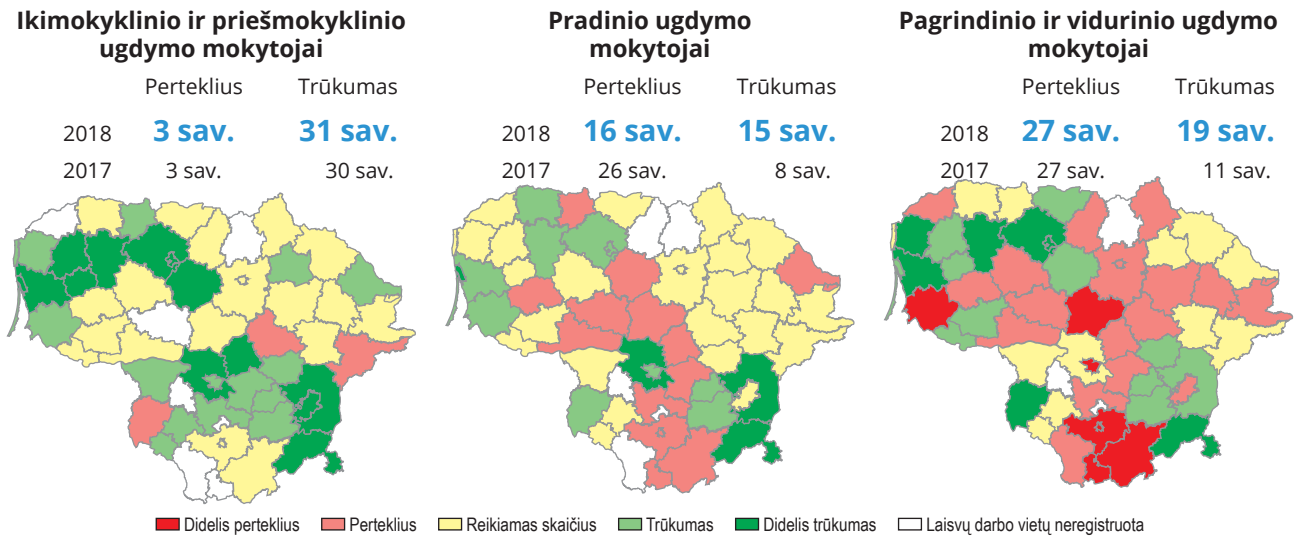 Ikimokyklinio ir priešmokyklinio
ugdymo mokytojai
Perteklius Trūkumas
2018 3 sav. 31 sav.
2017 3 sav. 30 sav.
Pradinio ugdymo
mokytojai
Perteklius Trūkumas
2018 16 sav. 15 sav.
2017 26 sav. 8 sav.
Pagrindinio ir vidurinio ugdymo
mokytojai
Perteklius Trūkumas
2018 27 sav. 19 sav.
2017 27 sav. 11 sav.
Didelis perteklius Perteklius Reikiamas skaičius Trūkumas Didelis trūkumas Laisvų darbo vietų neregistruota